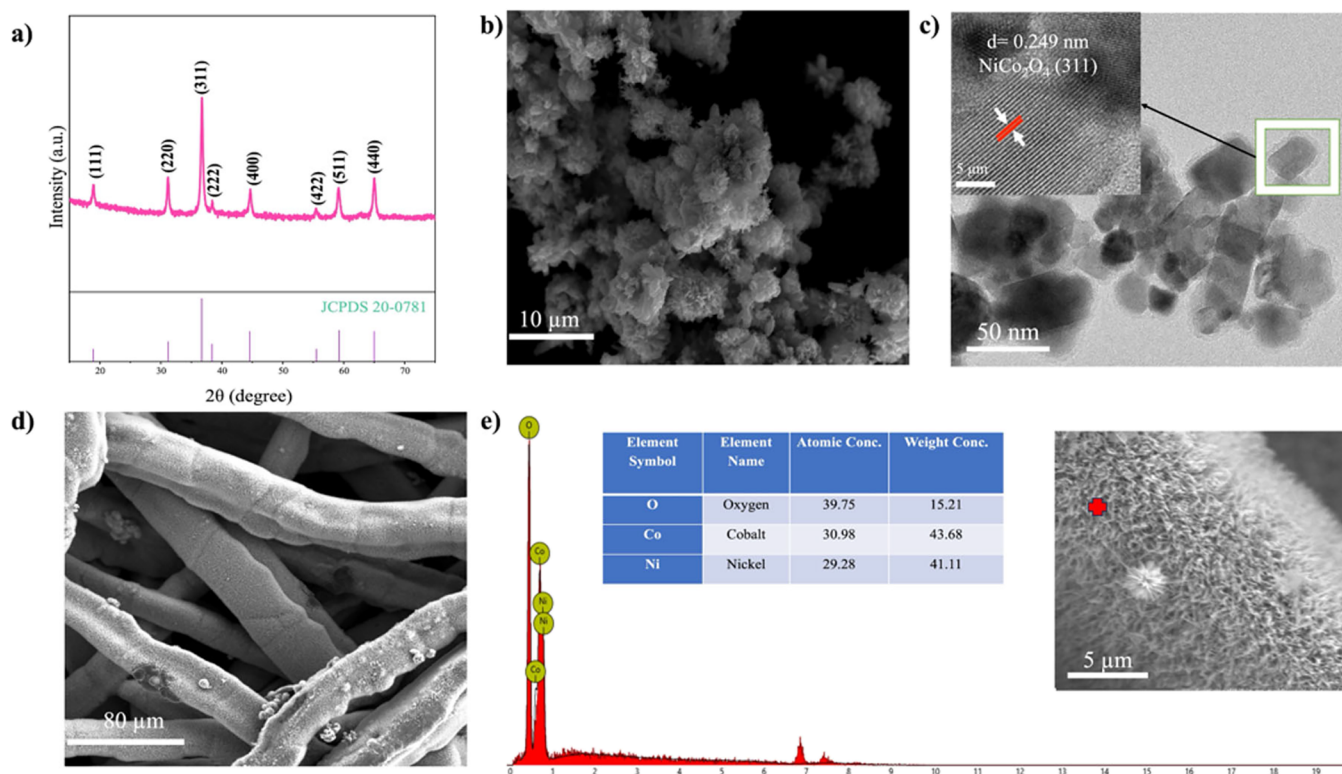 a)
Intensity (a.u.)
(111)
(220)
(311)
(222)
(400)
(422)
(511)
(440)
JCPDS 20-0781
20
30
40
50
60
70
2θ (degree)
b)
10 µm
c)
d= 0.249 nm
NiCo₂O₄ (311)
5 µm
50 nm
d)
80 µm
e)
O
Co
Ni
Ni
Co
Element Symbol Element Name Atomic Conc. Weight Conc.
O Oxygen 39.75 15.21
Co Cobalt 30.98 43.68
Ni Nickel 29.28 41.11
5 µm
0 1 2 3 4 5 6 7 8 9 10 11 12 13 14 15 16 17 18 19